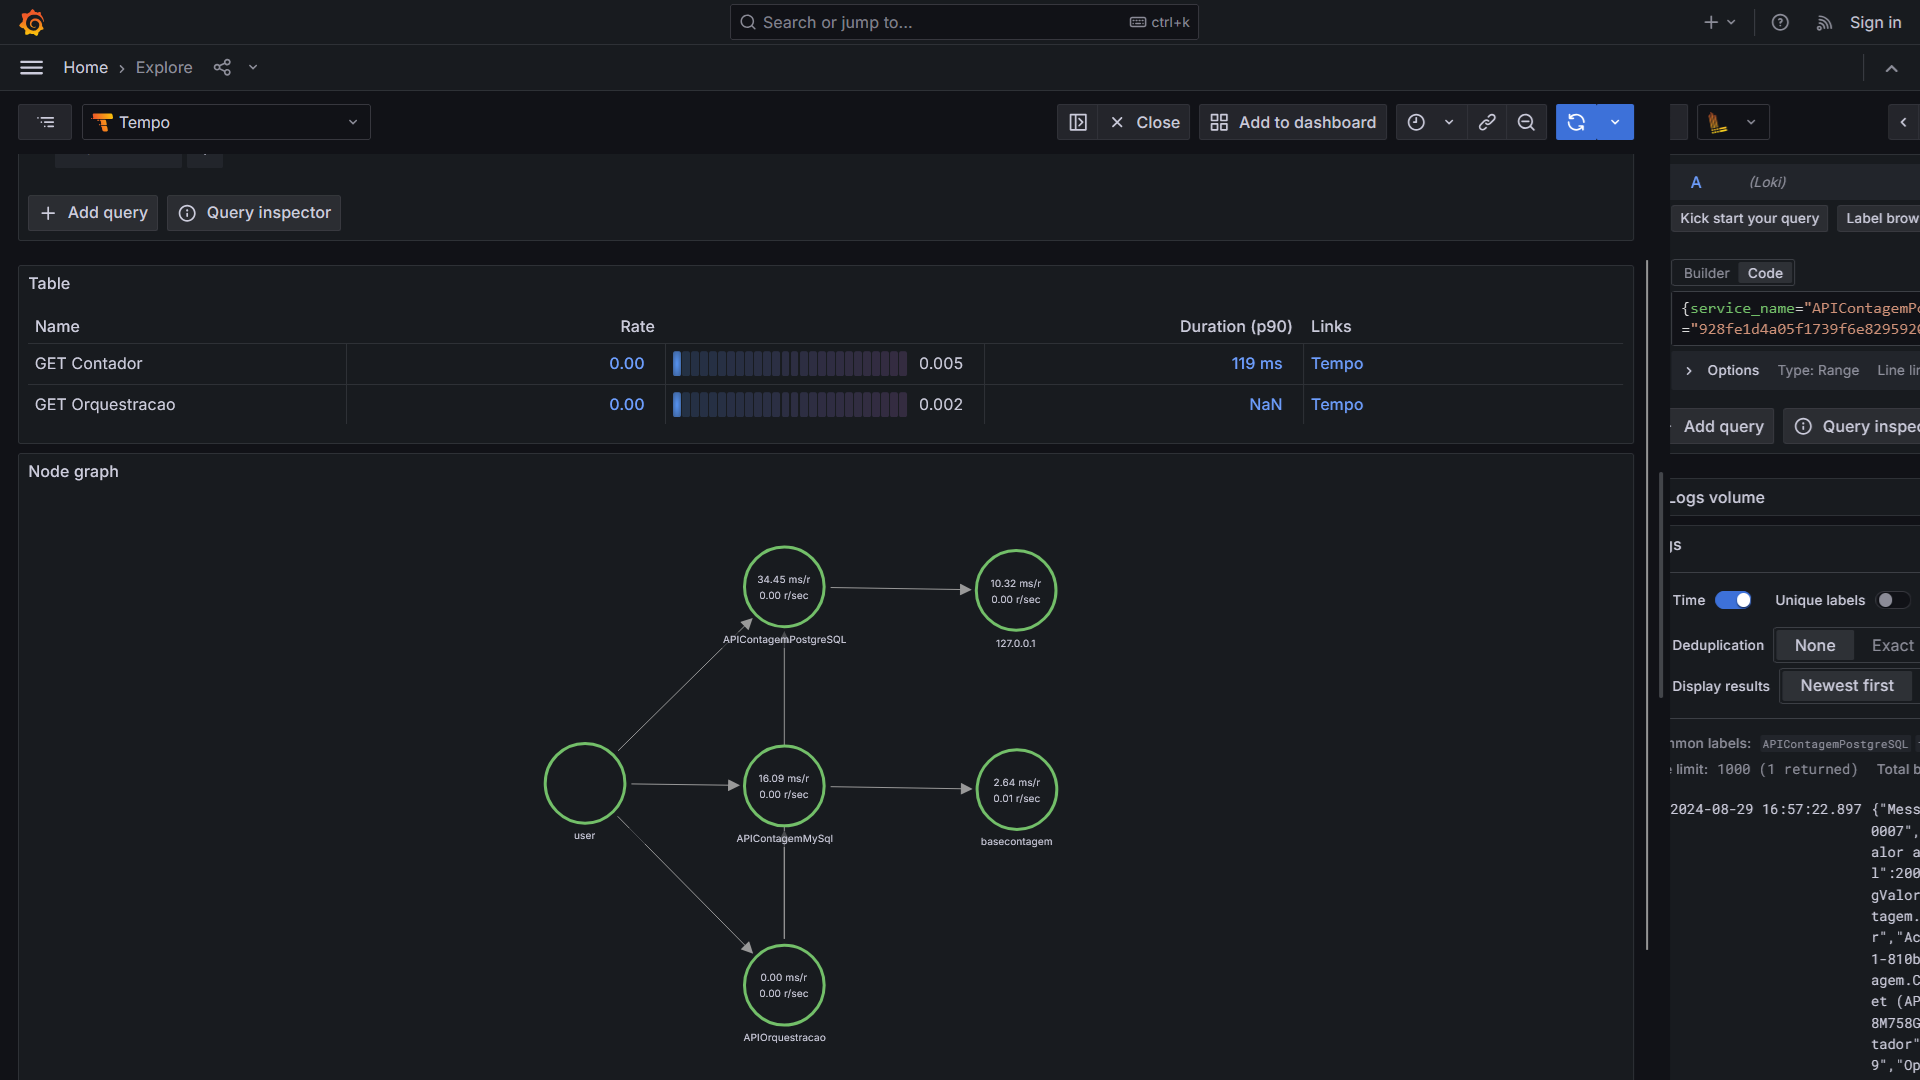 Search or jump to...
ctrl+k
Sign in
Home › Explore
Tempo
Close
Add to dashboard
Add query
Query inspector
Table
Name
Rate
Duration (p90)
Links
GET Contador
0.00
0.005
119 ms
Tempo
GET Orquestracao
0.00
0.002
NaN
Tempo
Node graph
34.45 ms/r
0.00 r/sec
APIContagemPostgreSQL
10.32 ms/r
0.00 r/sec
127.0.0.1
user
16.09 ms/r
0.00 r/sec
APIContagemMySql
2.64 ms/r
0.01 r/sec
basecontagem
0.00 ms/r
0.00 r/sec
APIOrquestracao
A
(Loki)
Kick start your query
Label brow
Builder
Code
{service_name="APIContagemPo
="928fe1d4a05f1739f6e8295920
Options
Type: Range
Line li
Add query
Query inspec
Logs volume
gs
Time
Unique labels
Deduplication
None
Exact
Display results
Newest first
mmon labels:
APIContagemPostgreSQL
e limit: 1000 (1 returned)
Total b
2024-08-29 16:57:22.897
{"Mess
0007",
alor a
l":200
gValor
tagem.
r","Ac
1-810b
agem.C
et (AP
8M758G
tador"
9","Op